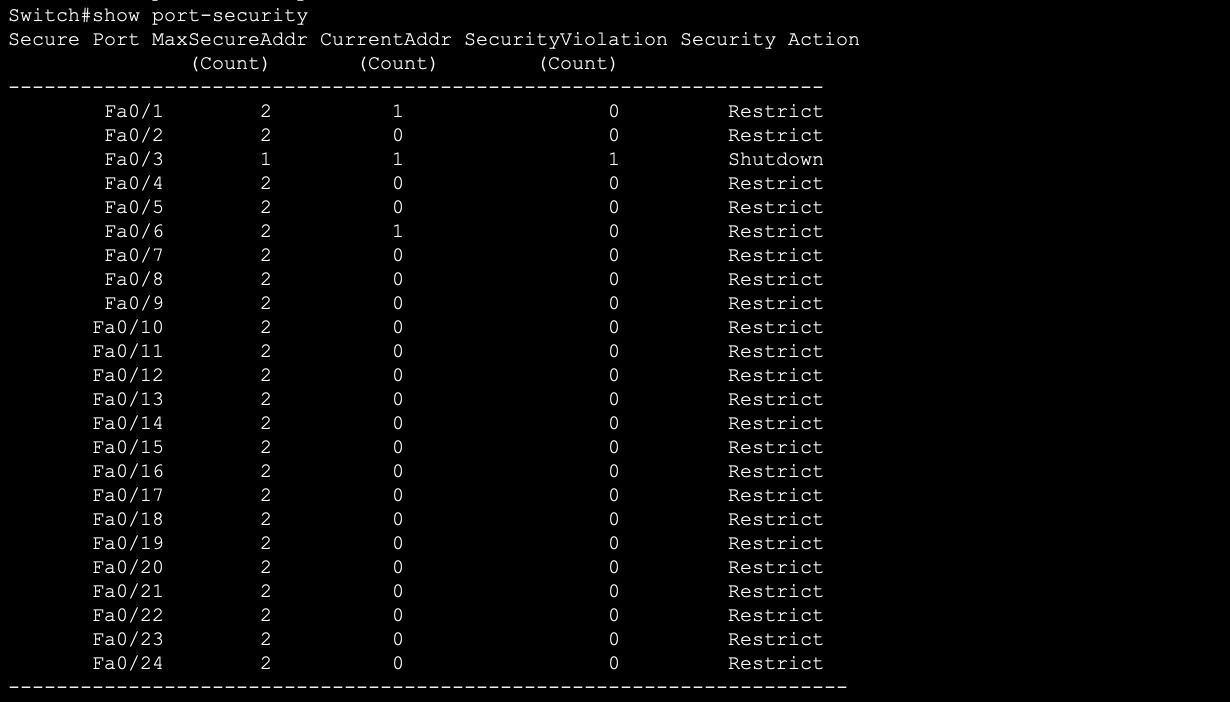 Switch#show port-security
Secure Port MaxSecureAddr CurrentAddr SecurityViolation Security Action
(Count) (Count) (Count)
--------------------------------------------------------------------
Fa0/1 2 1 0 Restrict
Fa0/2 2 0 0 Restrict
Fa0/3 1 1 1 Shutdown
Fa0/4 2 0 0 Restrict
Fa0/5 2 0 0 Restrict
Fa0/6 2 1 0 Restrict
Fa0/7 2 0 0 Restrict
Fa0/8 2 0 0 Restrict
Fa0/9 2 0 0 Restrict
Fa0/10 2 0 0 Restrict
Fa0/11 2 0 0 Restrict
Fa0/12 2 0 0 Restrict
Fa0/13 2 0 0 Restrict
Fa0/14 2 0 0 Restrict
Fa0/15 2 0 0 Restrict
Fa0/16 2 0 0 Restrict
Fa0/17 2 0 0 Restrict
Fa0/18 2 0 0 Restrict
Fa0/19 2 0 0 Restrict
Fa0/20 2 0 0 Restrict
Fa0/21 2 0 0 Restrict
Fa0/22 2 0 0 Restrict
Fa0/23 2 0 0 Restrict
Fa0/24 2 0 0 Restrict
----------------------------------------------------------------------